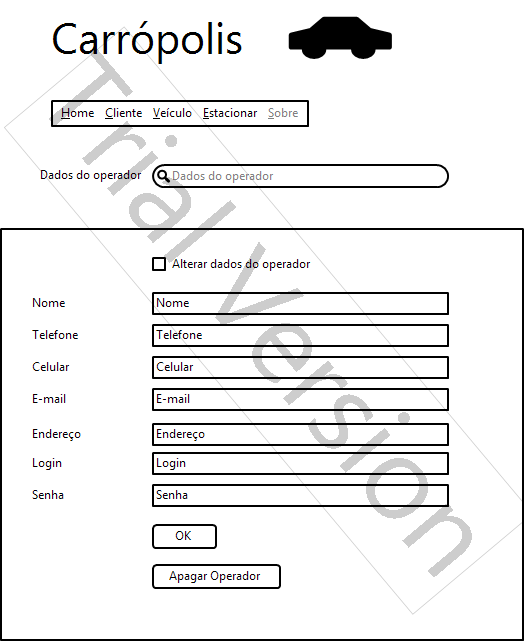 Carrópolis
Home Cliente Veículo Estacionar Sobre
Dados do operador Dados do operador
Alterar dados do operador
Nome Nome
Telefone Telefone
Celular Celular
E-mail E-mail
Endereço Endereço
Login Login
Senha Senha
OK
Apagar Operador
Trial Version